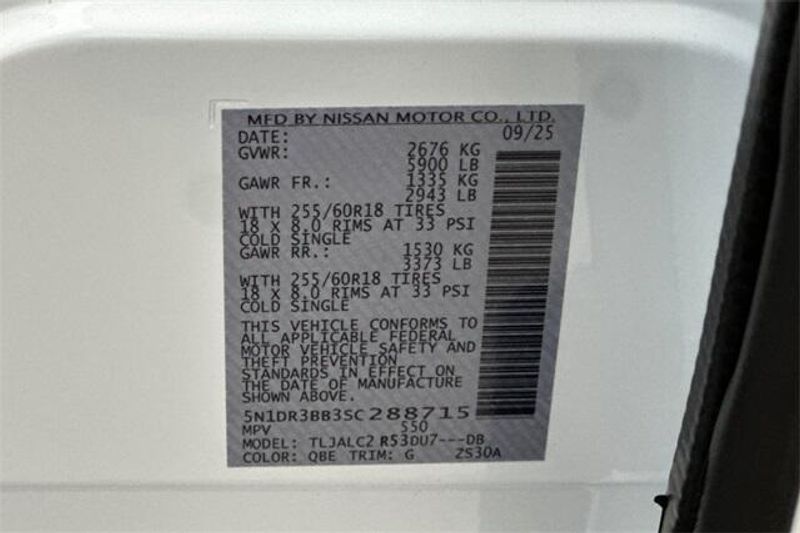 MFD BY NISSAN MOTOR CO., LTD.
DATE: 09/25
GVWR: 2676 KG
5900 LB
GAWR FR.: 1335 KG
2943 LB
WITH 255/60R18 TIRES
18 X 8.0 RIMS AT 33 PSI
COLD SINGLE
GAWR RR.: 1530 KG
3373 LB
WITH 255/60R18 TIRES
18 X 8.0 RIMS AT 33 PSI
COLD SINGLE
THIS VEHICLE CONFORMS TO
ALL APPLICABLE FEDERAL
MOTOR VEHICLE SAFETY AND
THEFT PREVENTION
STANDARDS IN EFFECT ON
THE DATE OF MANUFACTURE
SHOWN ABOVE.
5N1DR3BB3SC288715
MPV 550
MODEL: TLJALC2 R53DU7---DB
COLOR: QBE TRIM: G ZS30A